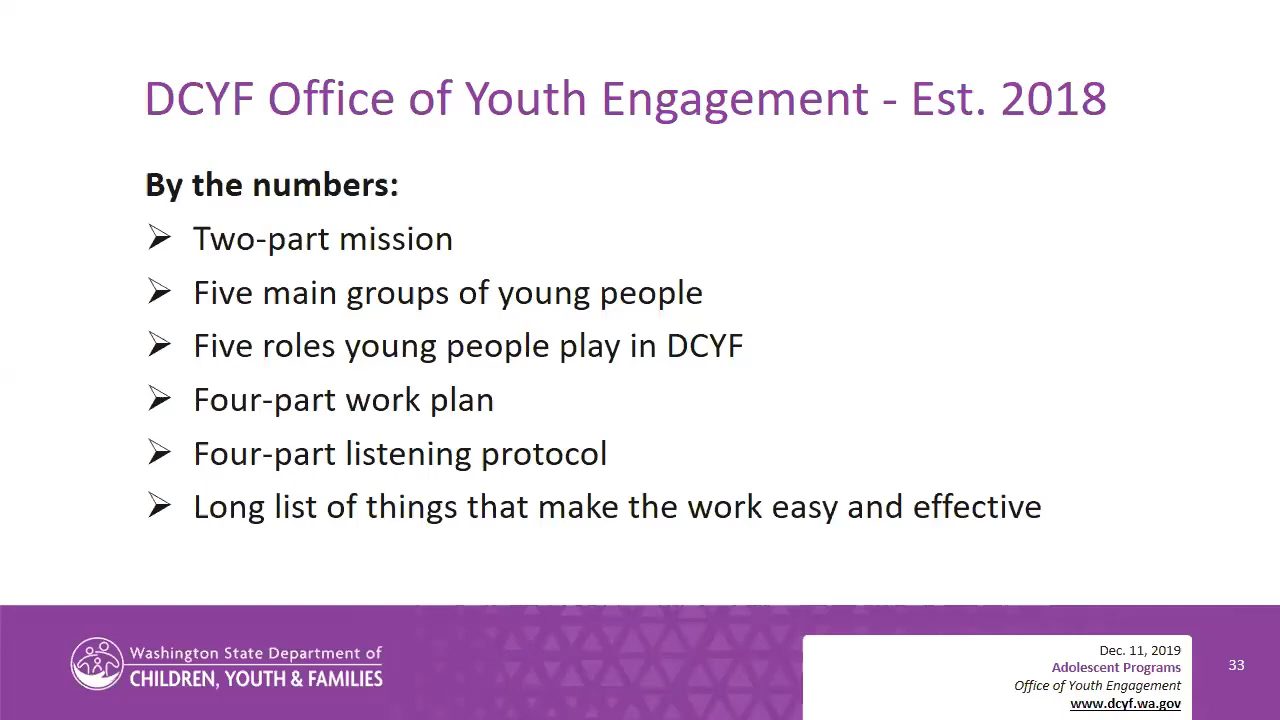 DCYF Office of Youth Engagement - Est. 2018
By the numbers:
Two-part mission
Five main groups of young people
Five roles young people play in DCYF
Four-part work plan
Four-part listening protocol
Long list of things that make the work easy and effective
Washington State Department of
CHILDREN, YOUTH & FAMILIES
Dec. 11, 2019
Adolescent Programs
Office of Youth Engagement
www.dcyf.wa.gov
33